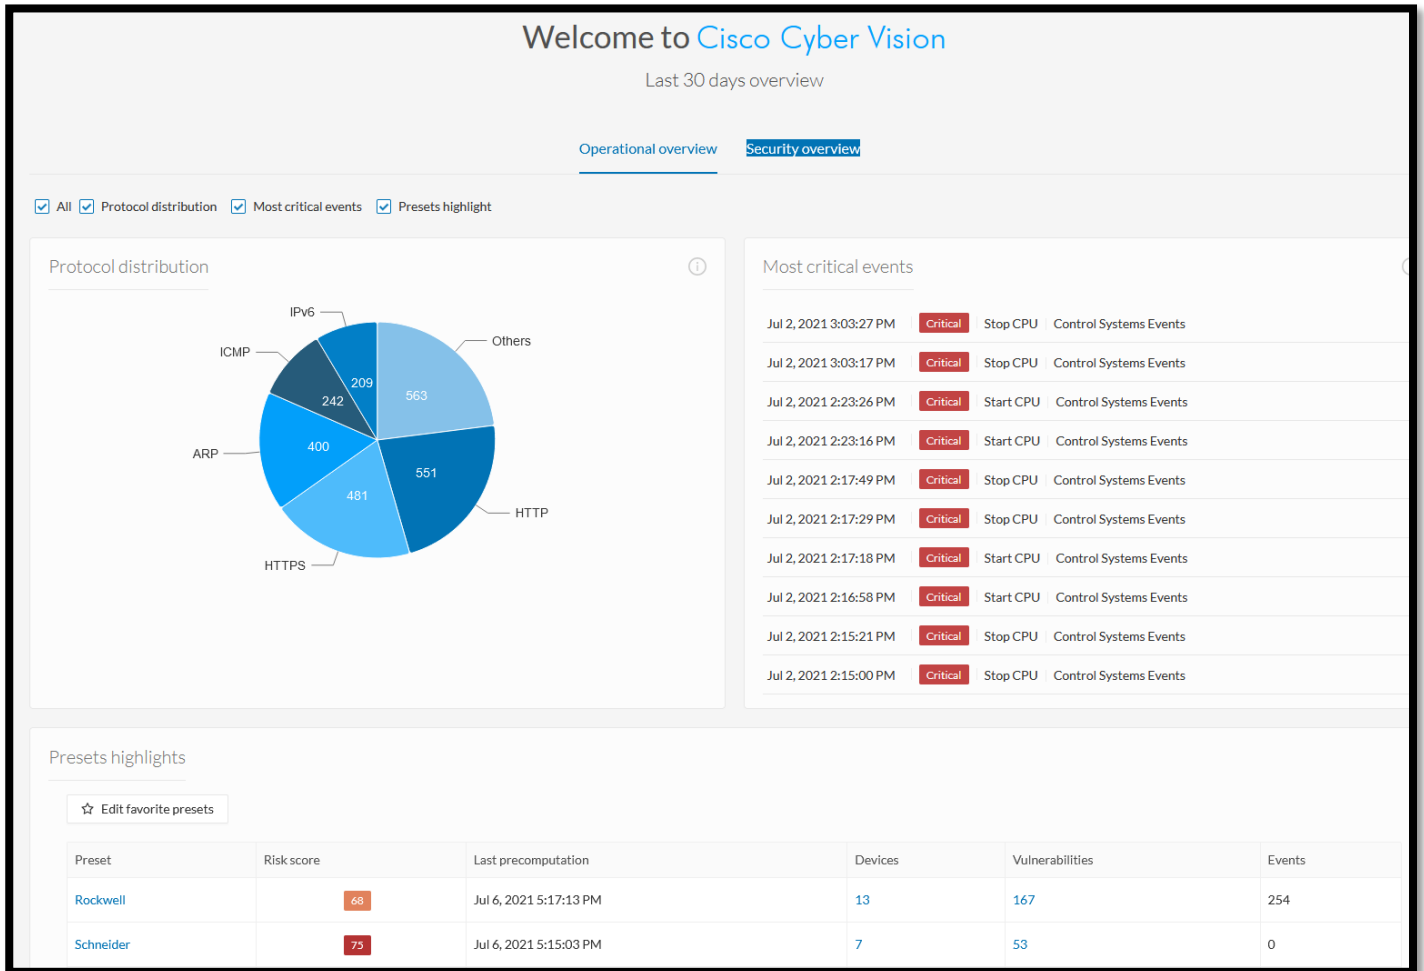 Welcome to Cisco Cyber Vision
Last 30 days overview
Operational overview Security overview
All Protocol distribution Most critical events Presets highlight
Protocol distribution
IPv6
Others
ICMP
209
563
242
ARP
400
551
481
HTTP
HTTPS
Most critical events
Jul 2, 2021 3:03:27 PM Critical Stop CPU Control Systems Events
Jul 2, 2021 3:03:17 PM Critical Stop CPU Control Systems Events
Jul 2, 2021 2:23:26 PM Critical Start CPU Control Systems Events
Jul 2, 2021 2:23:16 PM Critical Start CPU Control Systems Events
Jul 2, 2021 2:17:49 PM Critical Stop CPU Control Systems Events
Jul 2, 2021 2:17:29 PM Critical Stop CPU Control Systems Events
Jul 2, 2021 2:17:18 PM Critical Start CPU Control Systems Events
Jul 2, 2021 2:16:58 PM Critical Start CPU Control Systems Events
Jul 2, 2021 2:15:21 PM Critical Stop CPU Control Systems Events
Jul 2, 2021 2:15:00 PM Critical Stop CPU Control Systems Events
Presets highlights
Edit favorite presets
Preset Risk score Last precomputation Devices Vulnerabilities Events
Rockwell 68 Jul 6, 2021 5:17:13 PM 13 167 254
Schneider 75 Jul 6, 2021 5:15:03 PM 7 53 0